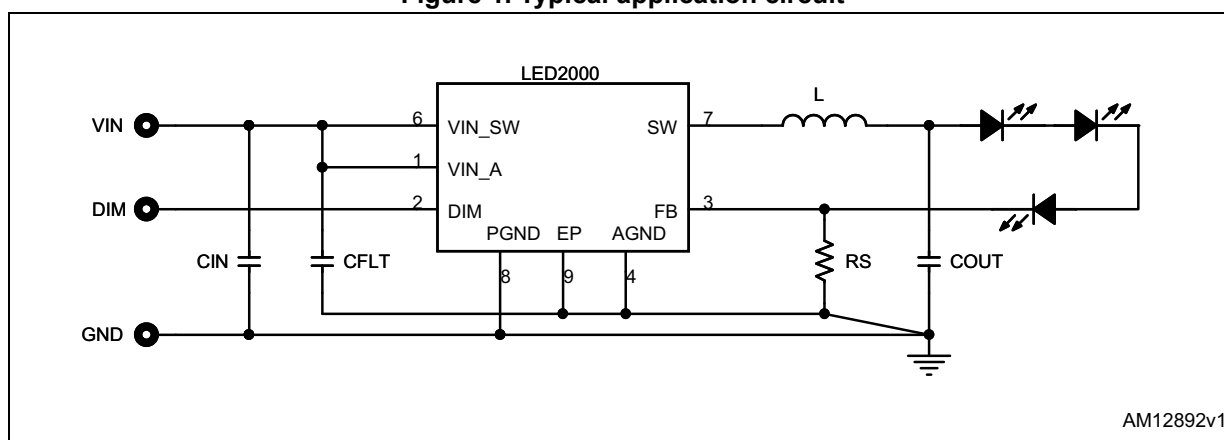 Figure 1. Typical application circuit
LED2000
L
VIN
6
VIN_SW
SW
7
1
VIN_A
DIM
2
DIM
FB
3
PGND
EP
AGND
CIN
CFLT
8
9
4
RS
COUT
GND
AM12892v1